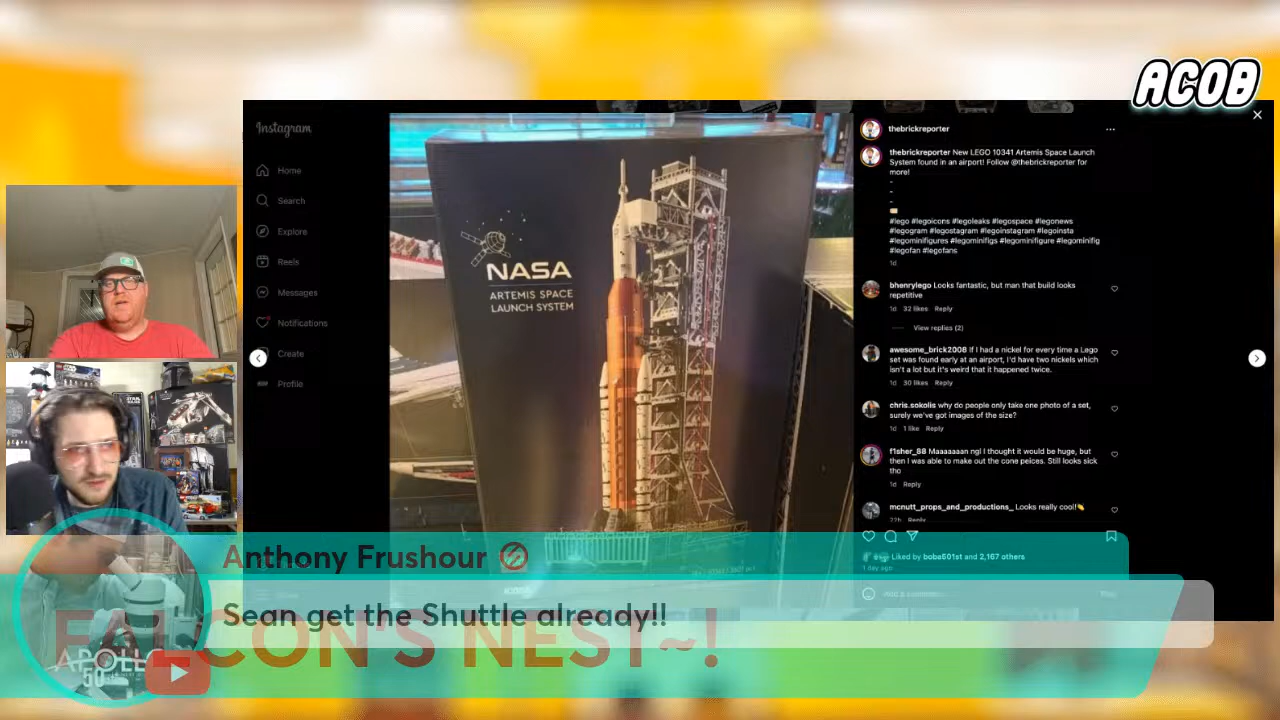 ACOB
Instagram
Home
Search
Explore
Reels
Messages
Notifications
Create
Profile
NASA
ARTEMIS SPACE
LAUNCH SYSTEM
thebrickreporter
thebrickreporter New LEGO 10341 Artemis Space Launch
System found in an airport! Follow @thebrickreporter for
more!
-
-
-
#lego #legoicons #legoleaks #legospace #legonews
#legogram #legostagram #legoinstagram #legoinsta
#legominifigures #legominifigs #legominifigure #legominifig
#legofan #legofans
1d
bhenrylego Looks fantastic, but man that build looks
repetitive
1d 32 likes Reply
View replies (2)
awesome_brick2008 If I had a nickel for every time a Lego
set was found early at an airport, I'd have two nickels which
isn't a lot but it's weird that it happened twice.
1d 30 likes Reply
chris.sokolis why do people only take one photo of a set,
surely we've got images of the size?
1d 1 like Reply
f1sher_88 Maaaaaaan ngl I thought it would be huge, but
then I was able to make out the cone peices. Still looks sick
tho
1d Reply
mcnutt_props_and_productions_ Looks really cool!
22h Reply
Liked by boba501st and 2,167 others
1 day ago
Anthony Frushour
Sean get the Shuttle already!!
FALCON'S NEST~!
APOLLO
50